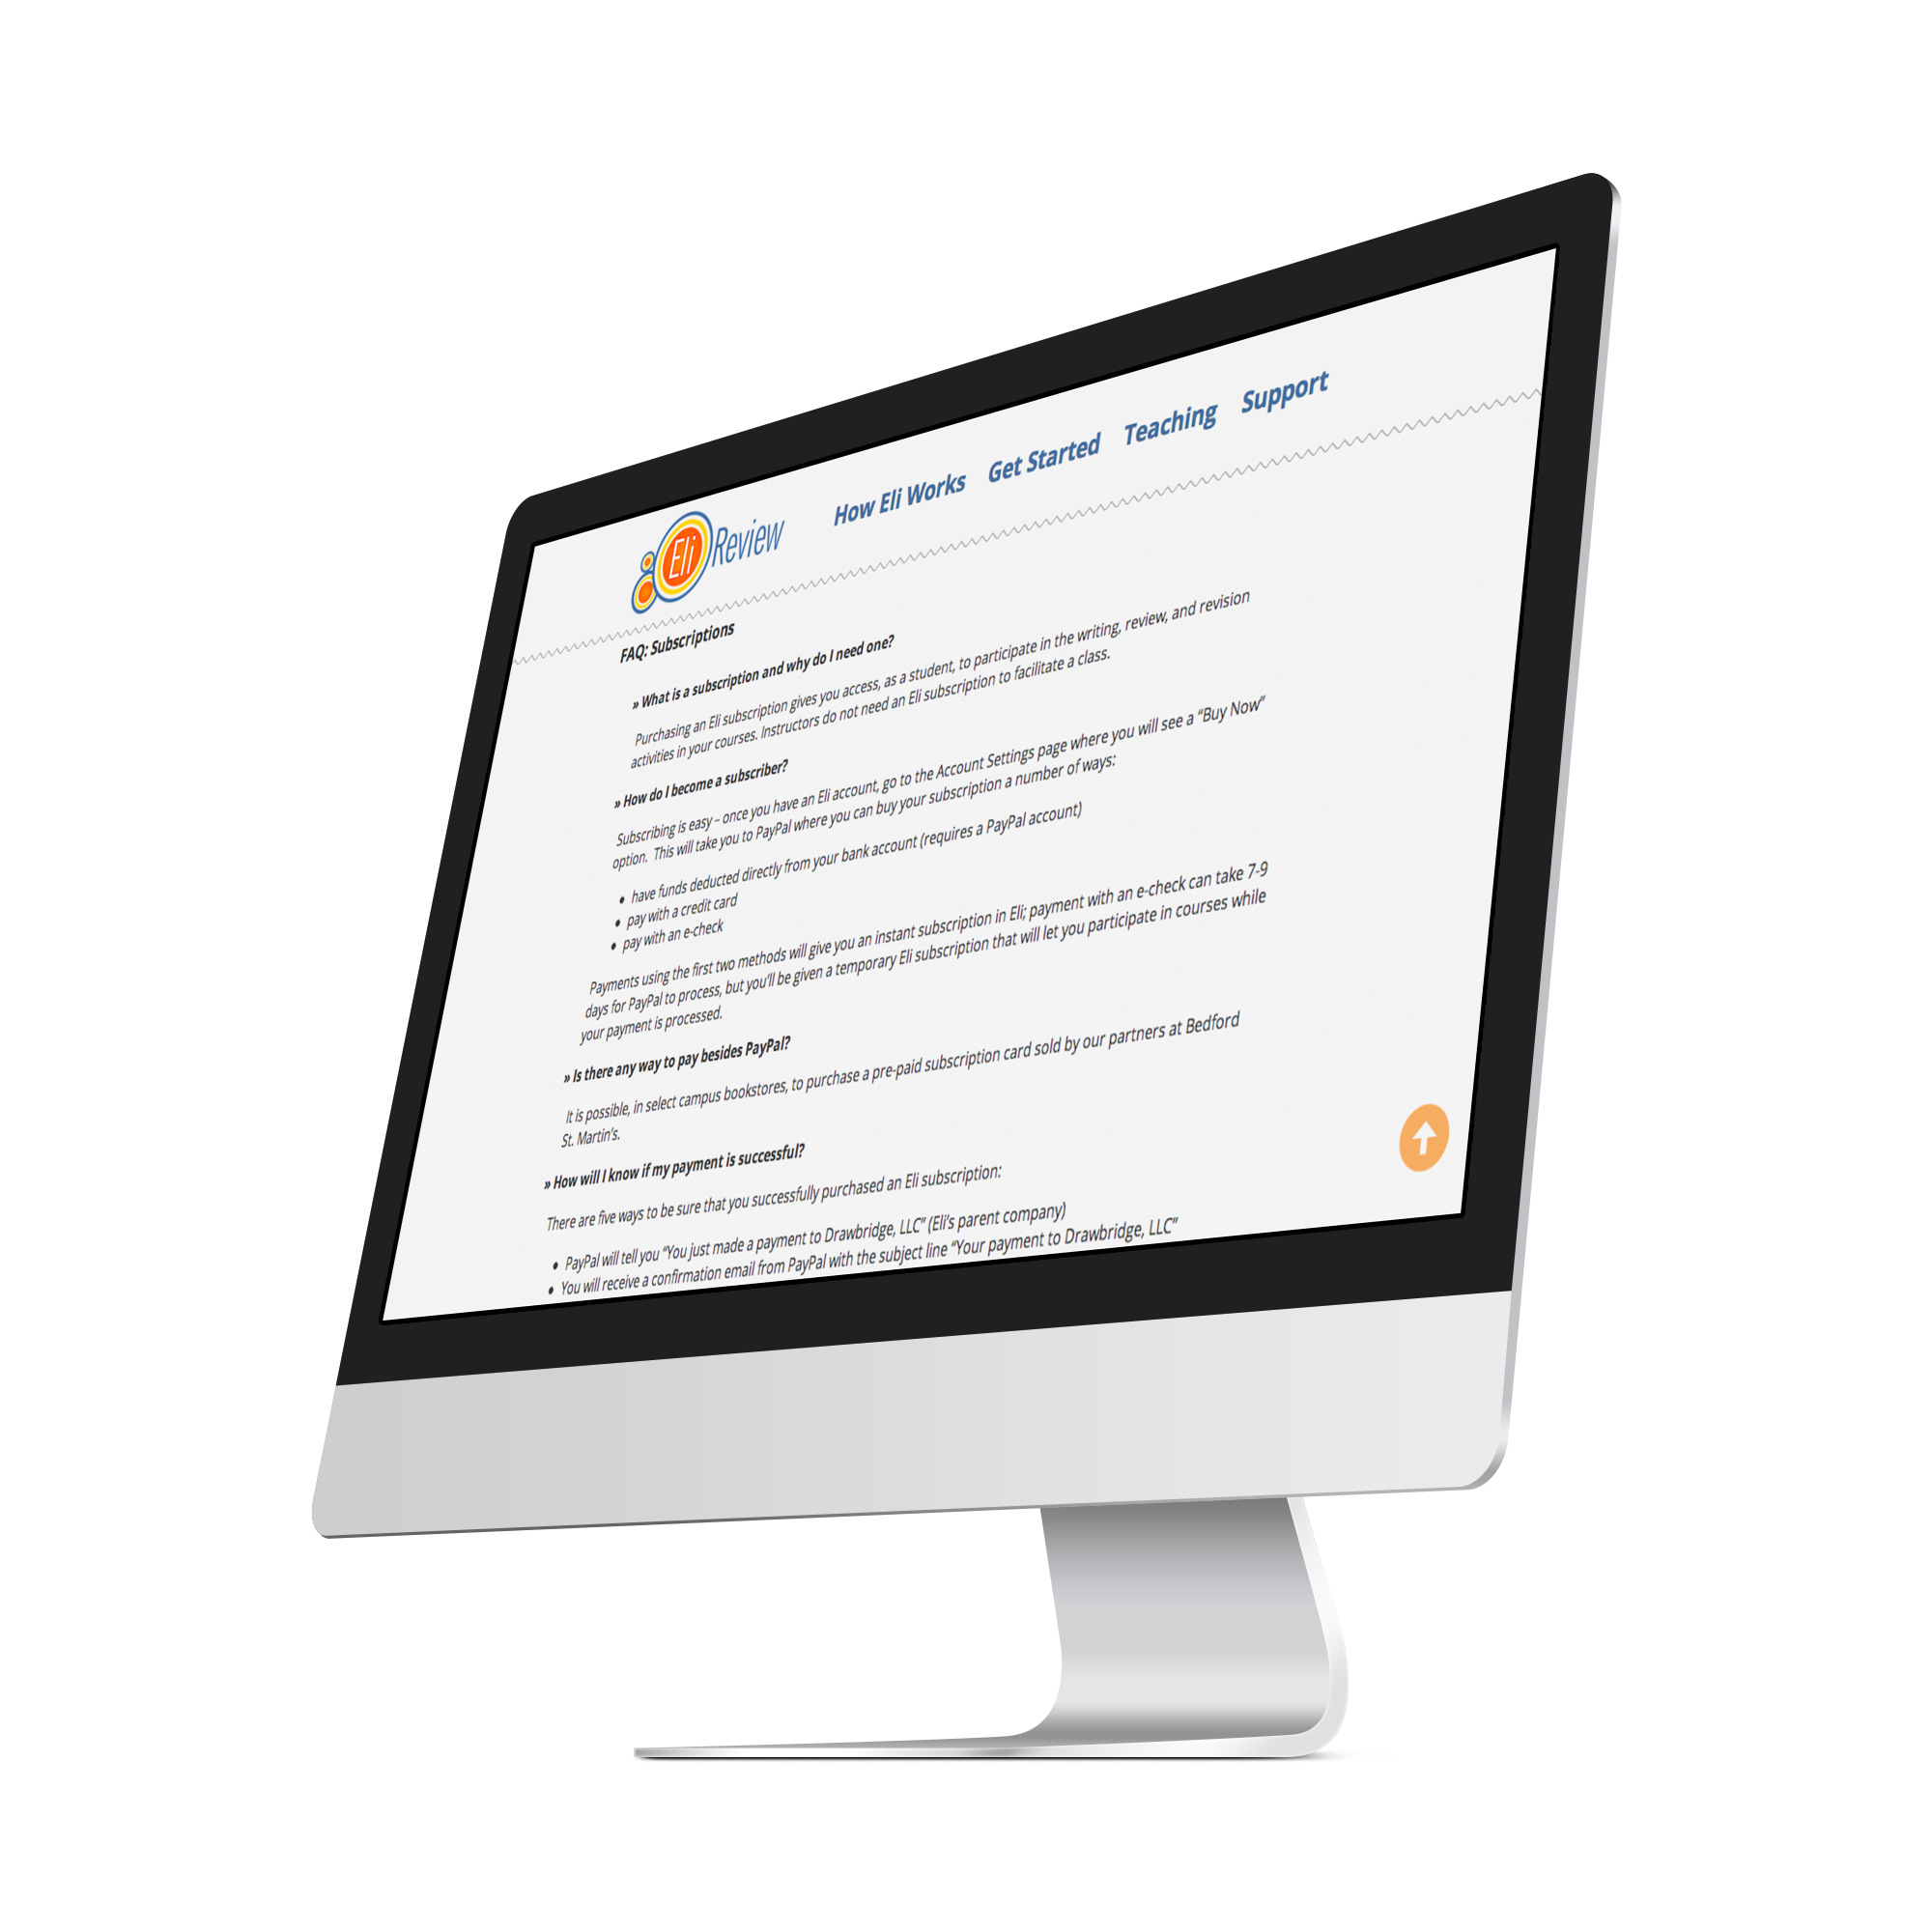 Eli Review
How Eli Works Get Started Teaching Support
FAQ: Subscriptions
» What is a subscription and why do I need one?
Purchasing an Eli subscription gives you access, as a student, to participate in the writing, review, and revision
activities in your courses. Instructors do not need an Eli subscription to facilitate a class.
» How do I become a subscriber?
Subscribing is easy – once you have an Eli account, go to the Account Settings page where you will see a “Buy Now”
option. This will take you to PayPal where you can buy your subscription a number of ways:
• have funds deducted directly from your bank account (requires a PayPal account)
• pay with a credit card
• pay with an e-check
Payments using the first two methods will give you an instant subscription in Eli; payment with an e-check can take 7-9
days for PayPal to process, but you’ll be given a temporary Eli subscription that will let you participate in courses while
your payment is processed.
» Is there any way to pay besides PayPal?
It is possible, in select campus bookstores, to purchase a pre-paid subscription card sold by our partners at Bedford
St. Martin’s.
» How will I know if my payment is successful?
There are five ways to be sure that you successfully purchased an Eli subscription:
• PayPal will tell you “You just made a payment to Drawbridge, LLC” (Eli’s parent company)
• You will receive a confirmation email from PayPal with the subject line “Your payment to Drawbridge, LLC”